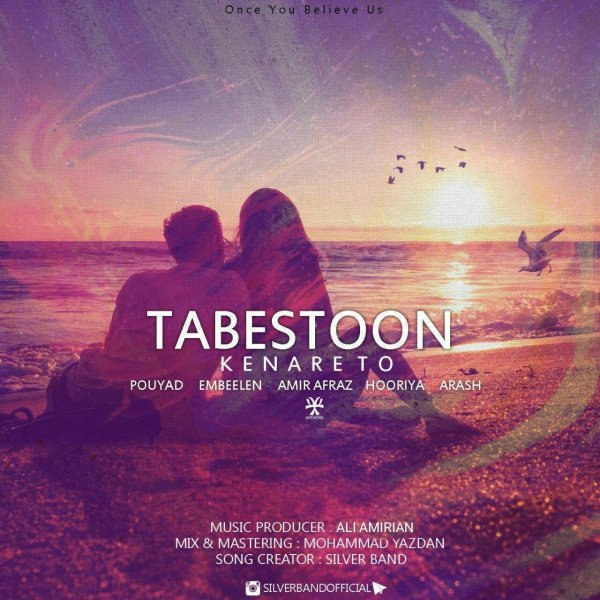 Once You Believe Us
TABESTOON
KENARE TO
POUYAD EMBEELEN AMIR AFRAZ HOORIYA ARASH
ARTWORK
MUSIC PRODUCER : ALI AMIRIAN
MIX & MASTERING : MOHAMMAD YAZDAN
SONG CREATOR : SILVER BAND
SILVERBANDOFFICIAL